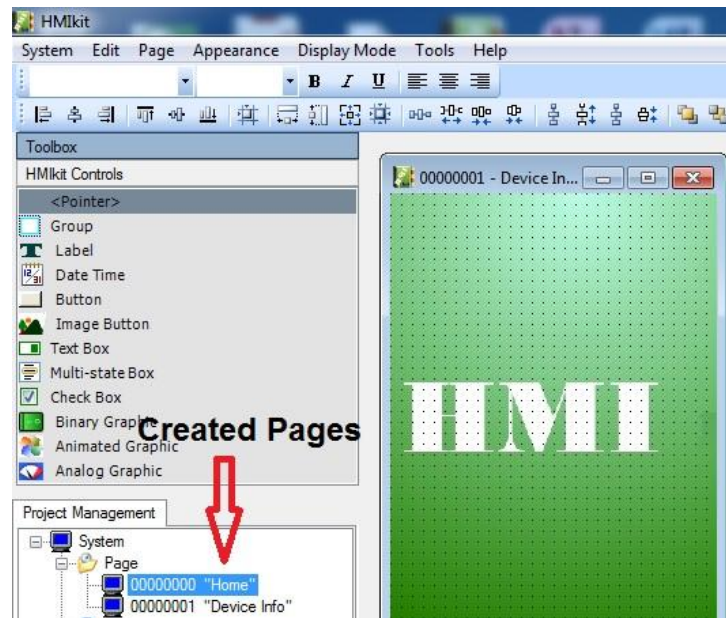 HMIkit
System Edit Page Appearance Display Mode Tools Help
B I U
Toolbox
HMIkit Controls
<Pointer>
Group
Label
Date Time
Button
Image Button
Text Box
Multi-state Box
Check Box
Binary Graphic
Animated Graphic
Analog Graphic
Created Pages
Project Management
System
Page
00000000 "Home"
00000001 "Device Info"
00000001 - Device In...
HMI